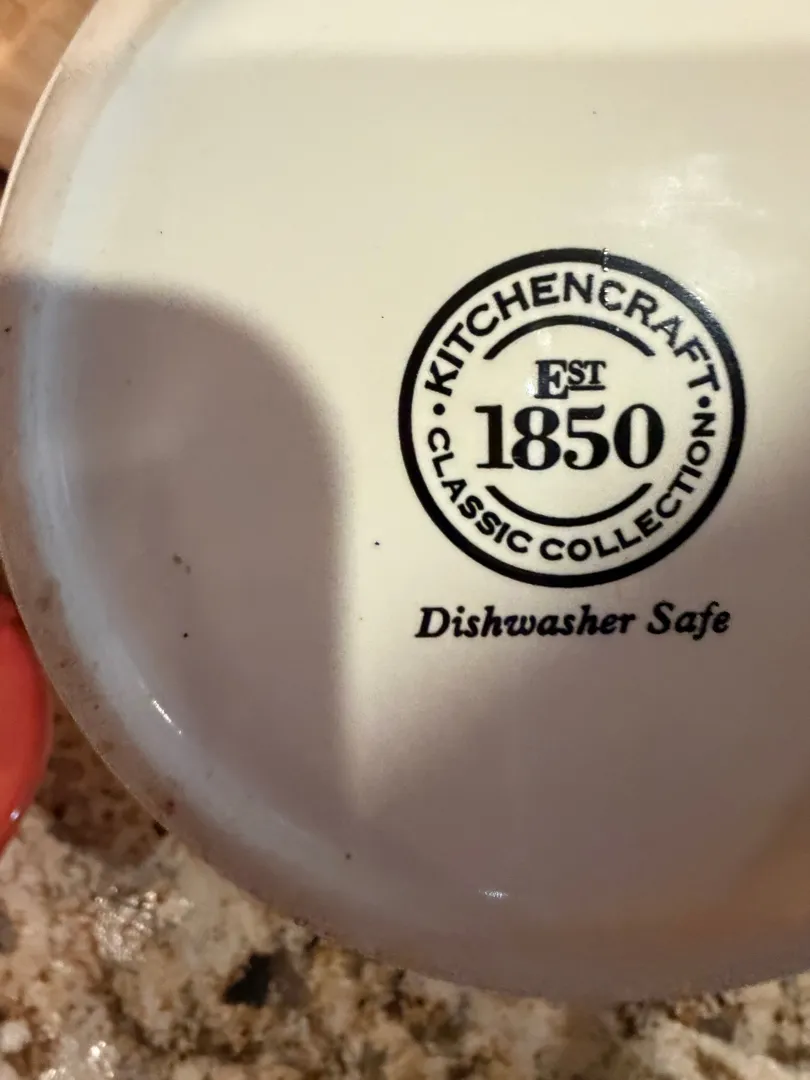 • KITCHENCRAFT •
EST
1850
CLASSIC COLLECTION
Dishwasher Safe